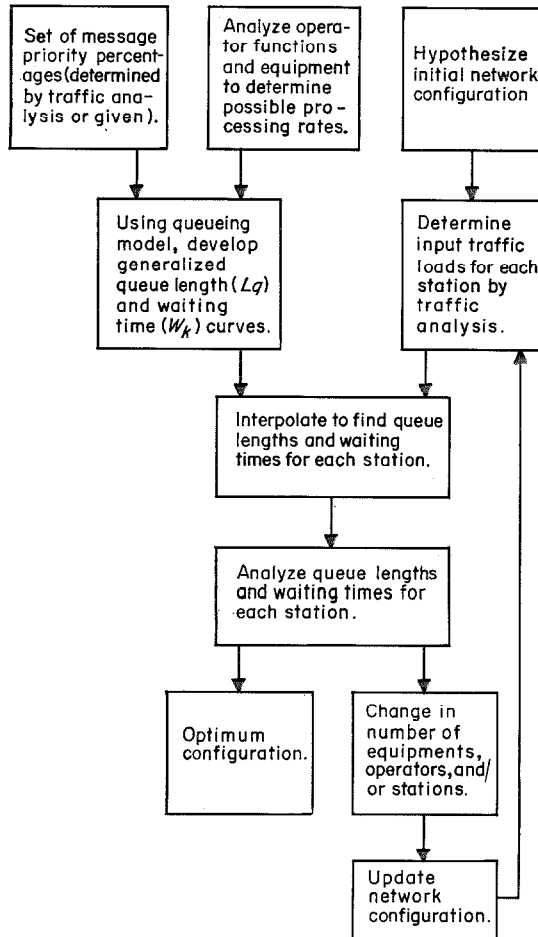 Set of message
priority percent-
ages(determined
by traffic ana-
lysis or given).
Analyze opera-
tor functions
and equipment
to determine
possible pro-
cessing rates.
Hypothesize
initial network
configuration
Using queueing
model, develop
generalized
queue length(Lq)
and waiting
time (Wk) curves.
Determine
input traffic
loads for each
station by
traffic
analysis.
Interpolate to find queue
lengths and waiting
times for each station.
Analyze queue lengths
and waiting times for
each station.
Optimum
configuration.
Change in
number of
equipments,
operators,and/
or stations.
Update
network
configuration.